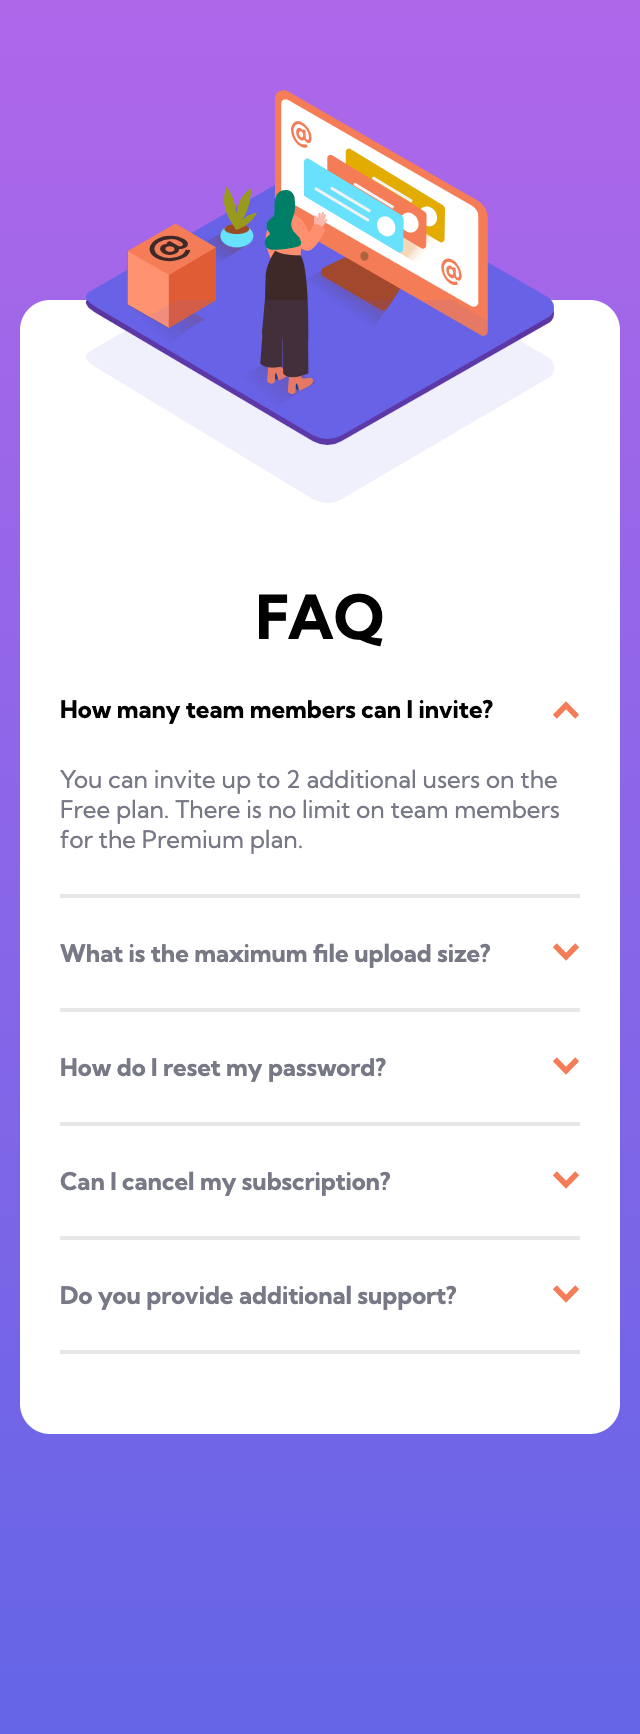 @
@
@
FAQ
How many team members can I invite?
You can invite up to 2 additional users on the
Free plan. There is no limit on team members
for the Premium plan.
What is the maximum file upload size?
How do I reset my password?
Can I cancel my subscription?
Do you provide additional support?